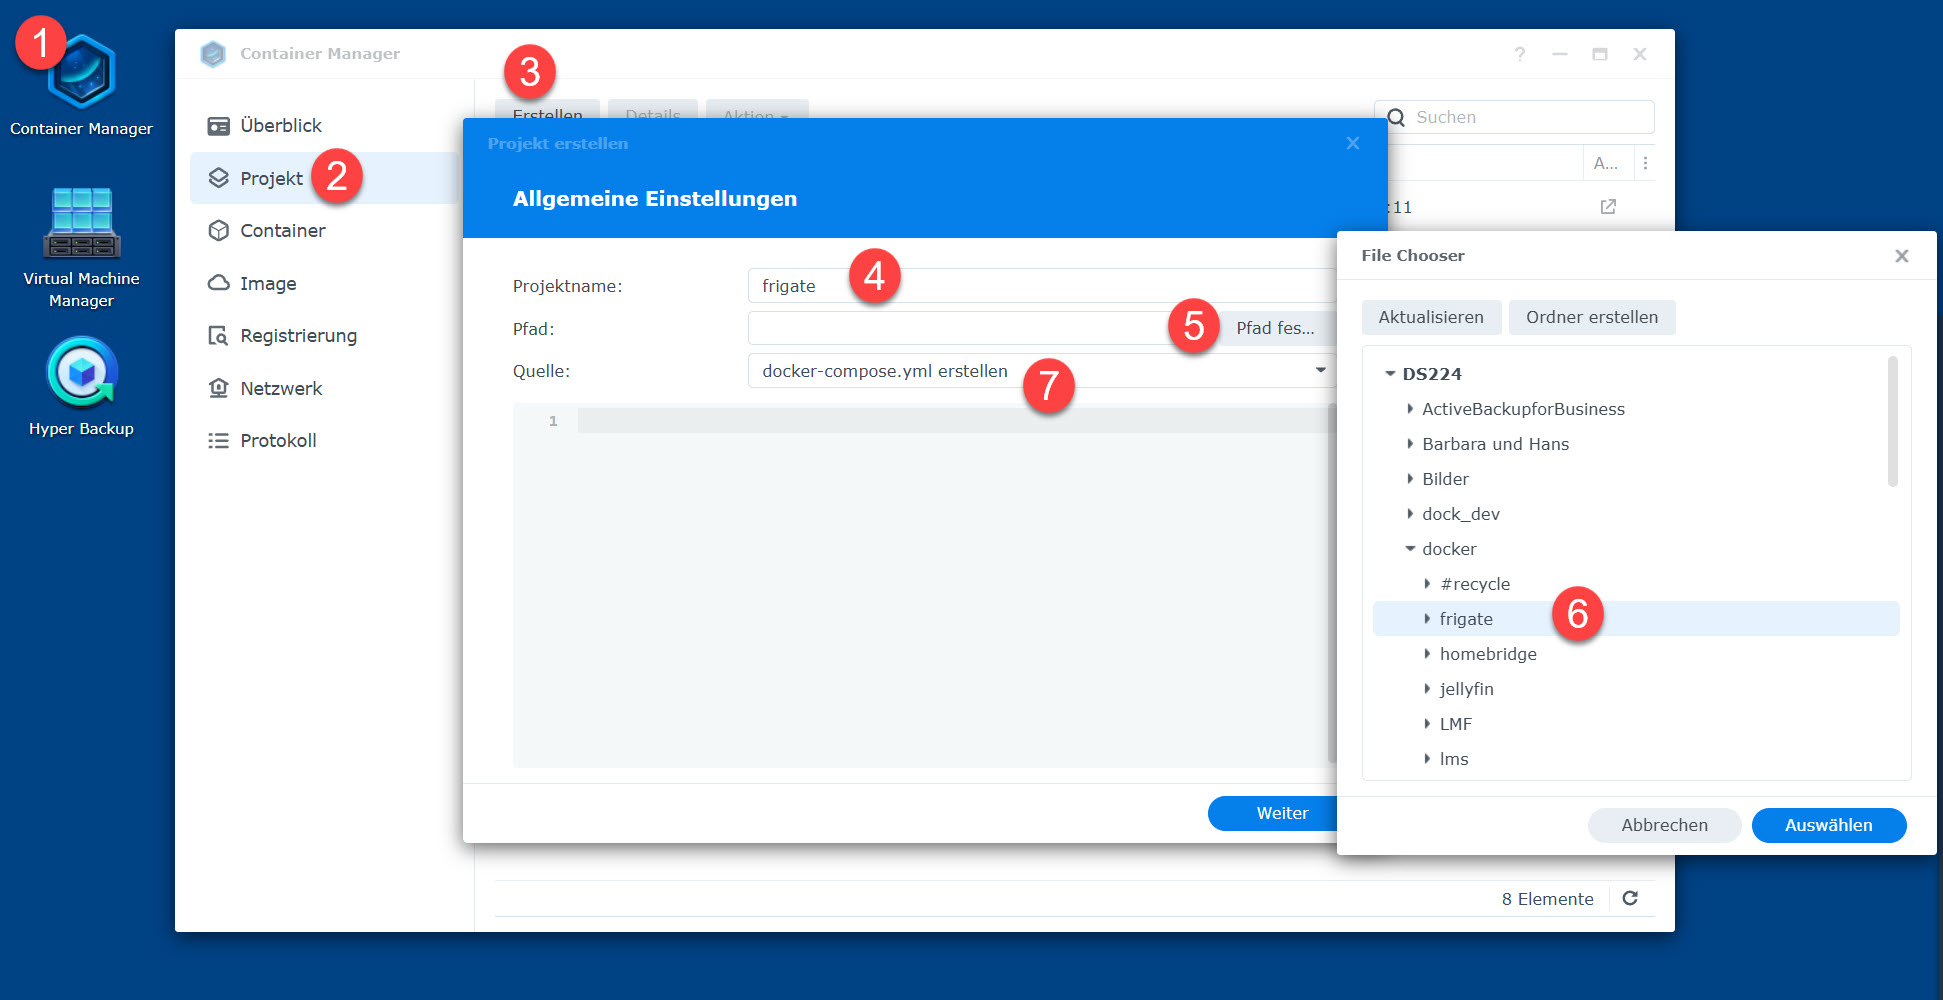 1
Container Manager
Virtual Machine
Manager
Hyper Backup
Container Manager
?
Überblick
Projekt
2
Container
Image
Registrierung
Netzwerk
Protokoll
3
Erstellen
Details
Aktion
Suchen
A...
:11
8 Elemente
Projekt erstellen
Allgemeine Einstellungen
Projektname:
frigate
4
Pfad:
5
Pfad fes...
Quelle:
docker-compose.yml erstellen
7
1
Weiter
File Chooser
Aktualisieren
Ordner erstellen
DS224
ActiveBackupforBusiness
Barbara und Hans
Bilder
dock_dev
docker
#recycle
frigate
6
homebridge
jellyfin
LMF
lms
Abbrechen
Auswählen